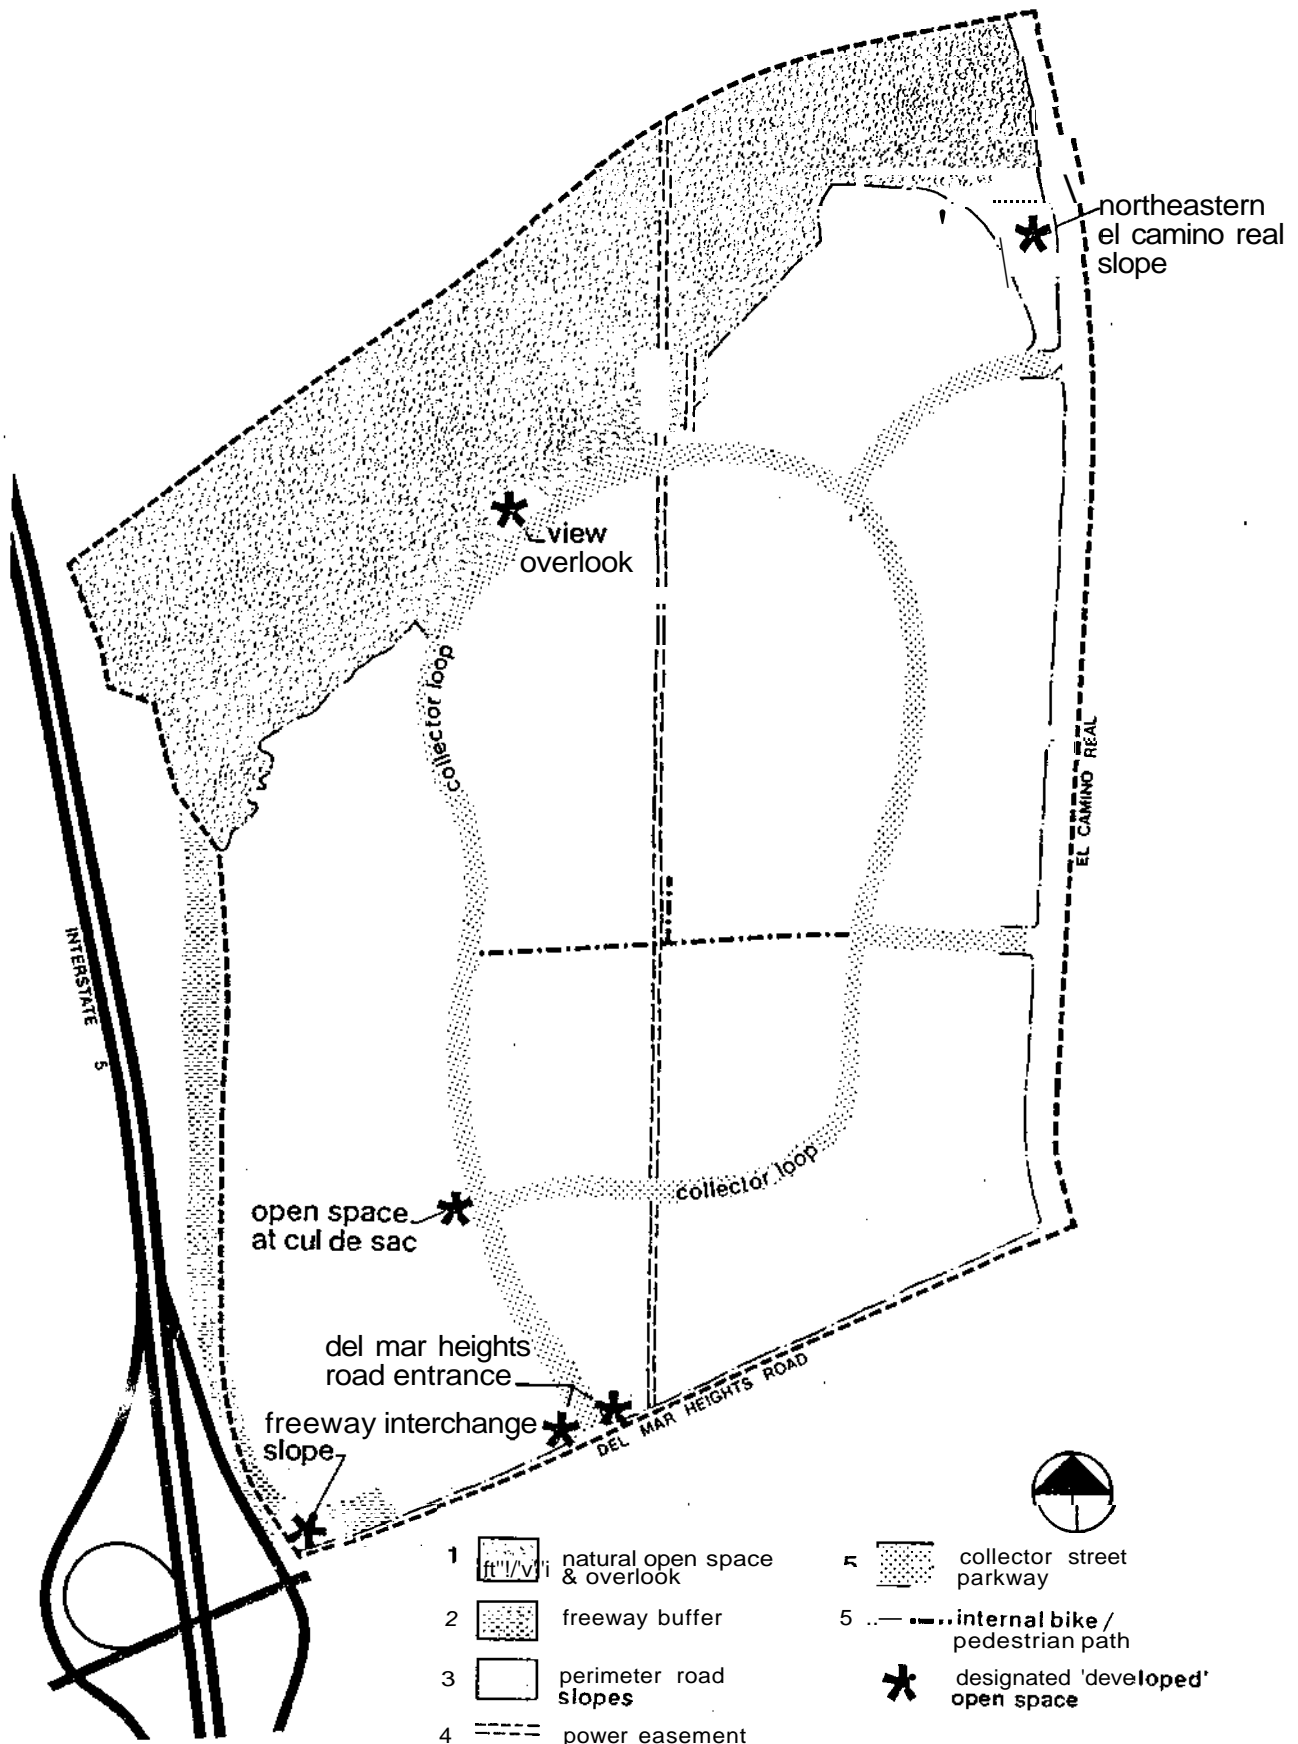 northeastern
el camino real
slope
view
overlook
collector loop
EL CAMINO REAL
INTERSTATE 5
collector loop
open space
at cul de sac
del mar heights
road entrance
freeway interchange
slope
DEL MAR HEIGHTS ROAD
1 natural open space
& overlook
2 freeway buffer
3 perimeter road
slopes
4 power easement
5 collector street
parkway
5 internal bike /
pedestrian path
designated 'developed'
open space